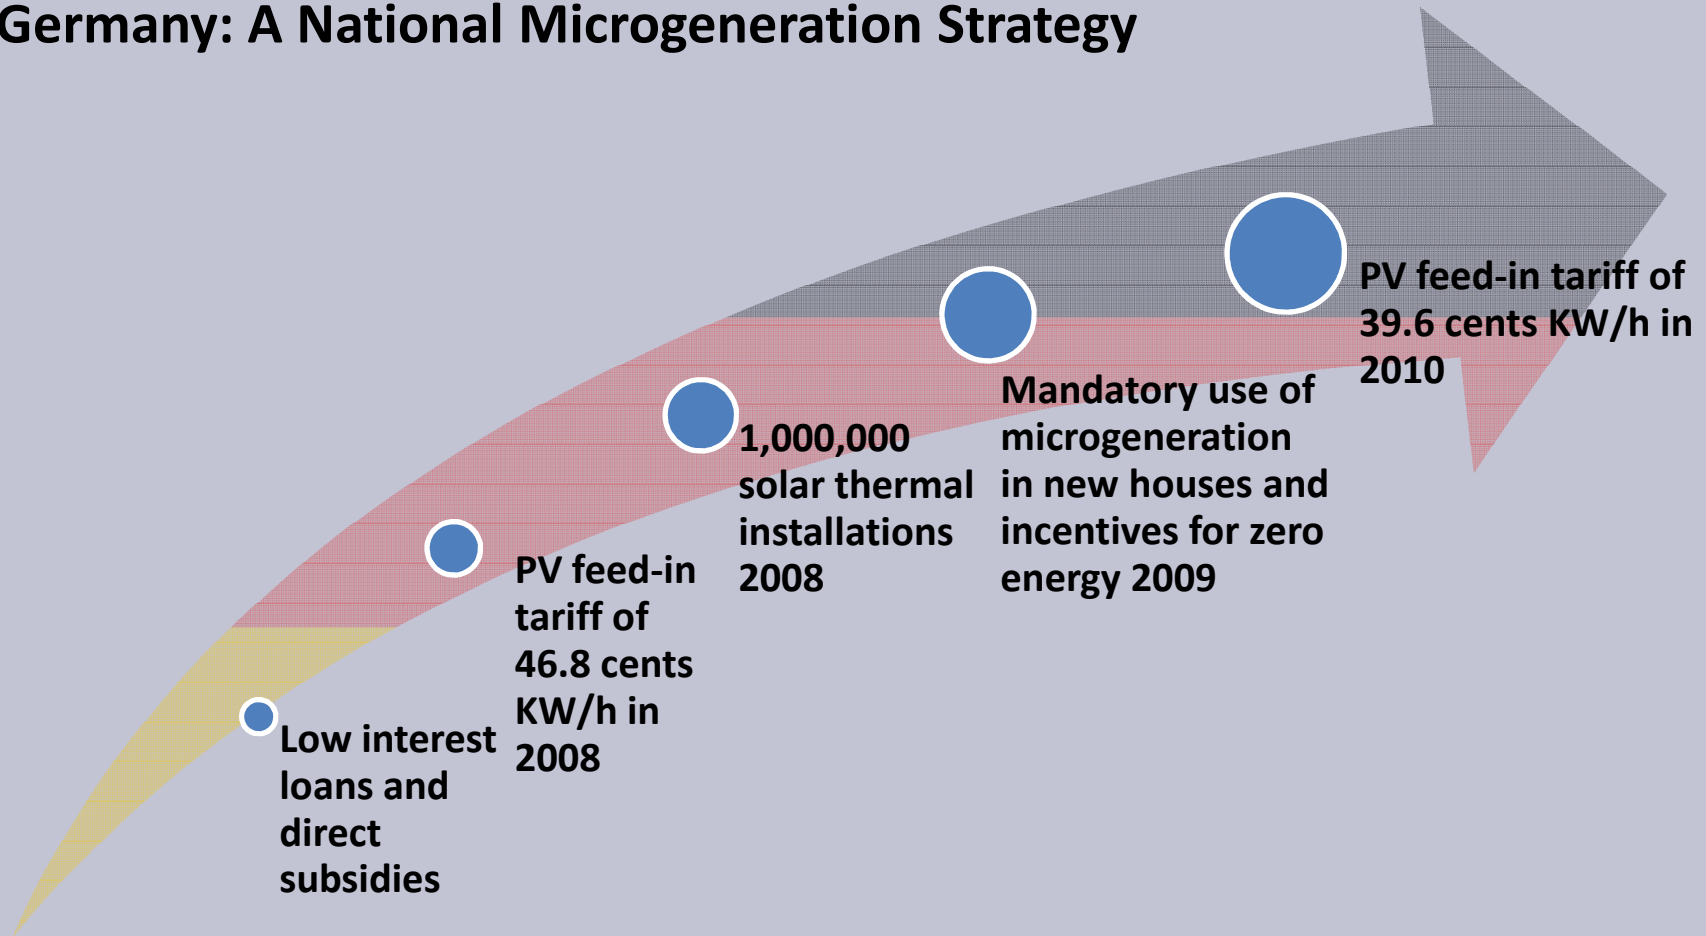 Germany: A National Microgeneration Strategy
Low interest
loans and
direct
subsidies
PV feed-in
tariff of
46.8 cents
KW/h in
2008
1,000,000
solar thermal
installations
2008
Mandatory use of
microgeneration
in new houses and
incentives for zero
energy 2009
PV feed-in tariff of
39.6 cents KW/h in
2010